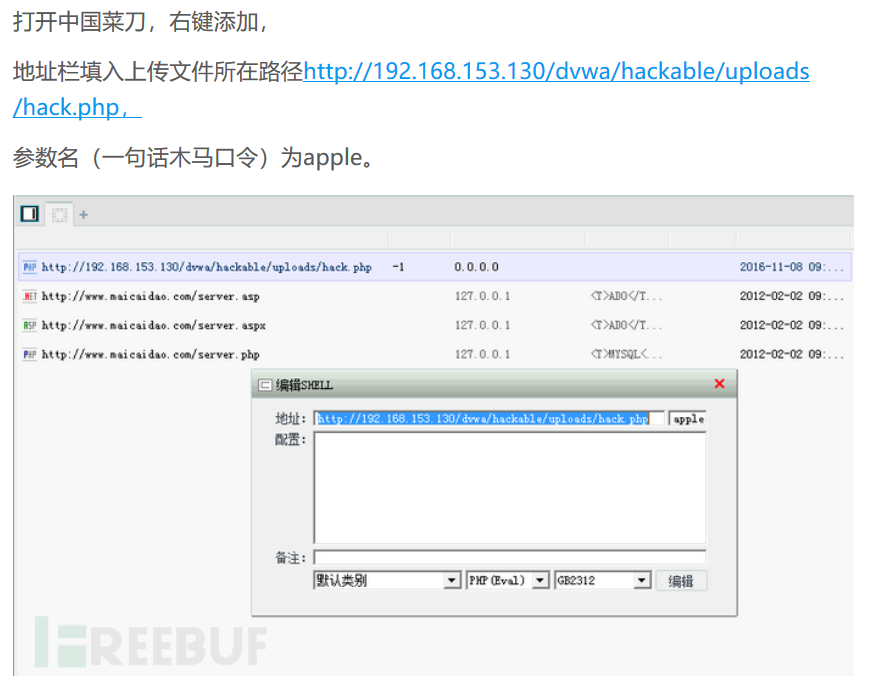 打开中国菜刀，右键添加，
地址栏填入上传文件所在路径http://192.168.153.130/dvwa/hackable/uploads
/hack.php，
参数名（一句话木马口令）为apple。
+
PHP http://192.168.153.130/dvwa/hackable/uploads/hack.php -1 0.0.0.0 2016-11-08 09:...
.NET http://www.maicaidao.com/server.asp 127.0.0.1 <T>ADO</T... 2012-02-02 09:...
ASP http://www.maicaidao.com/server.aspx 127.0.0.1 <T>ADO</T... 2012-02-02 09:...
PHP http://www.maicaidao.com/server.php 127.0.0.1 <T>MYSQL<... 2012-02-02 09:...
编辑SHELL
地址: http://192.168.153.130/dvwa/hackable/uploads/hack.php apple
配置:
备注:
默认类别 PHP(Eval) GB2312 编辑
FREEBUF